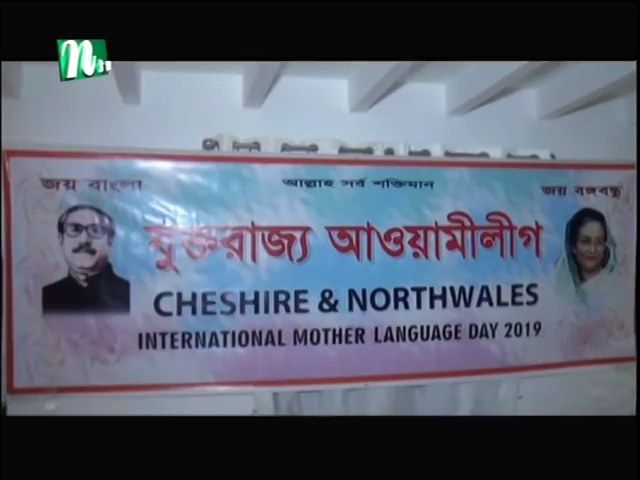 জয় বাংলা
আল্লাহ সর্ব শক্তিমান
জয় বঙ্গবন্ধু
যুক্তরাজ্য আওয়ামীলীগ
CHESHIRE & NORTHWALES
INTERNATIONAL MOTHER LANGUAGE DAY 2019